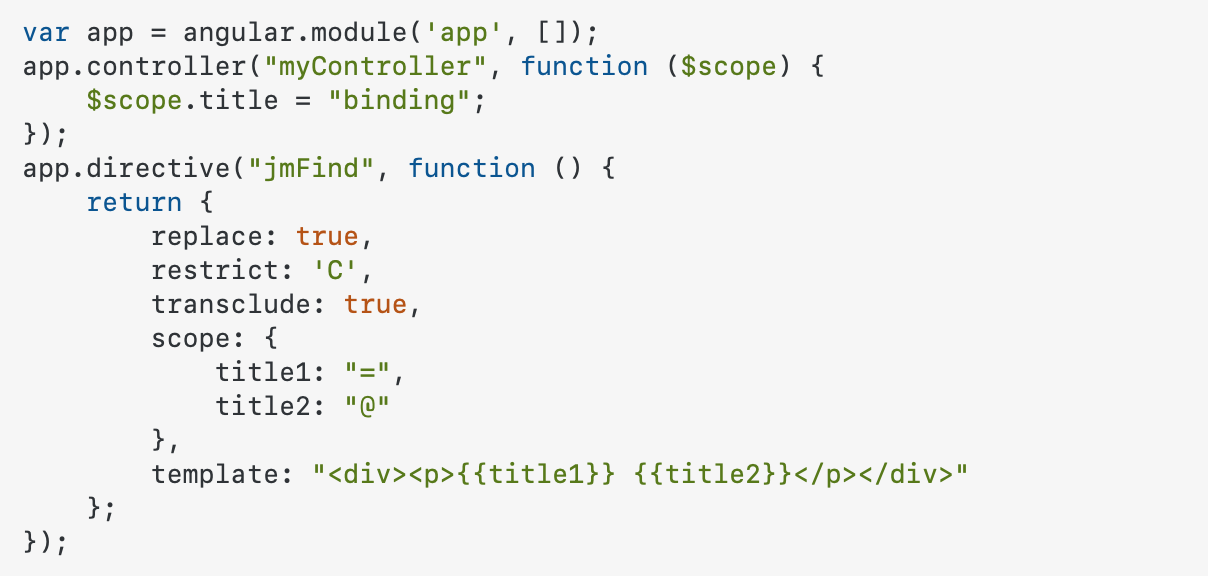 var app = angular.module('app', []);
app.controller("myController", function ($scope) {
    $scope.title = "binding";
});
app.directive("jmFind", function () {
    return {
        replace: true,
        restrict: 'C',
        transclude: true,
        scope: {
            title1: "=",
            title2: "@"
        },
        template: "<div><p>{{title1}} {{title2}}</p></div>"
    };
});